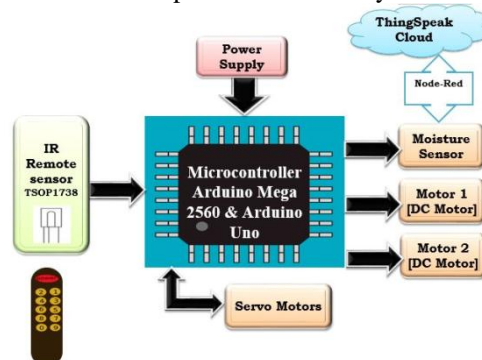 ThingSpeak
Cloud
Power
Supply
Node-Red
IR
Remote
sensor
TSOP1738
Microcontroller
Arduino Mega
2560 & Arduino
Uno
Moisture
Sensor
Motor 1
[DC Motor]
Motor 2
[DC Motor]
Servo Motors